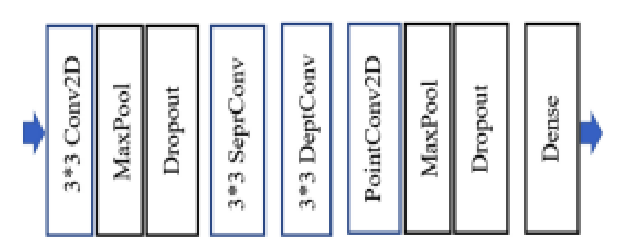 3*3 Conv2D
MaxPool
Dropout
3*3 SeprConv
3*3 DeptConv
PointConv2D
MaxPool
Dropout
Dense